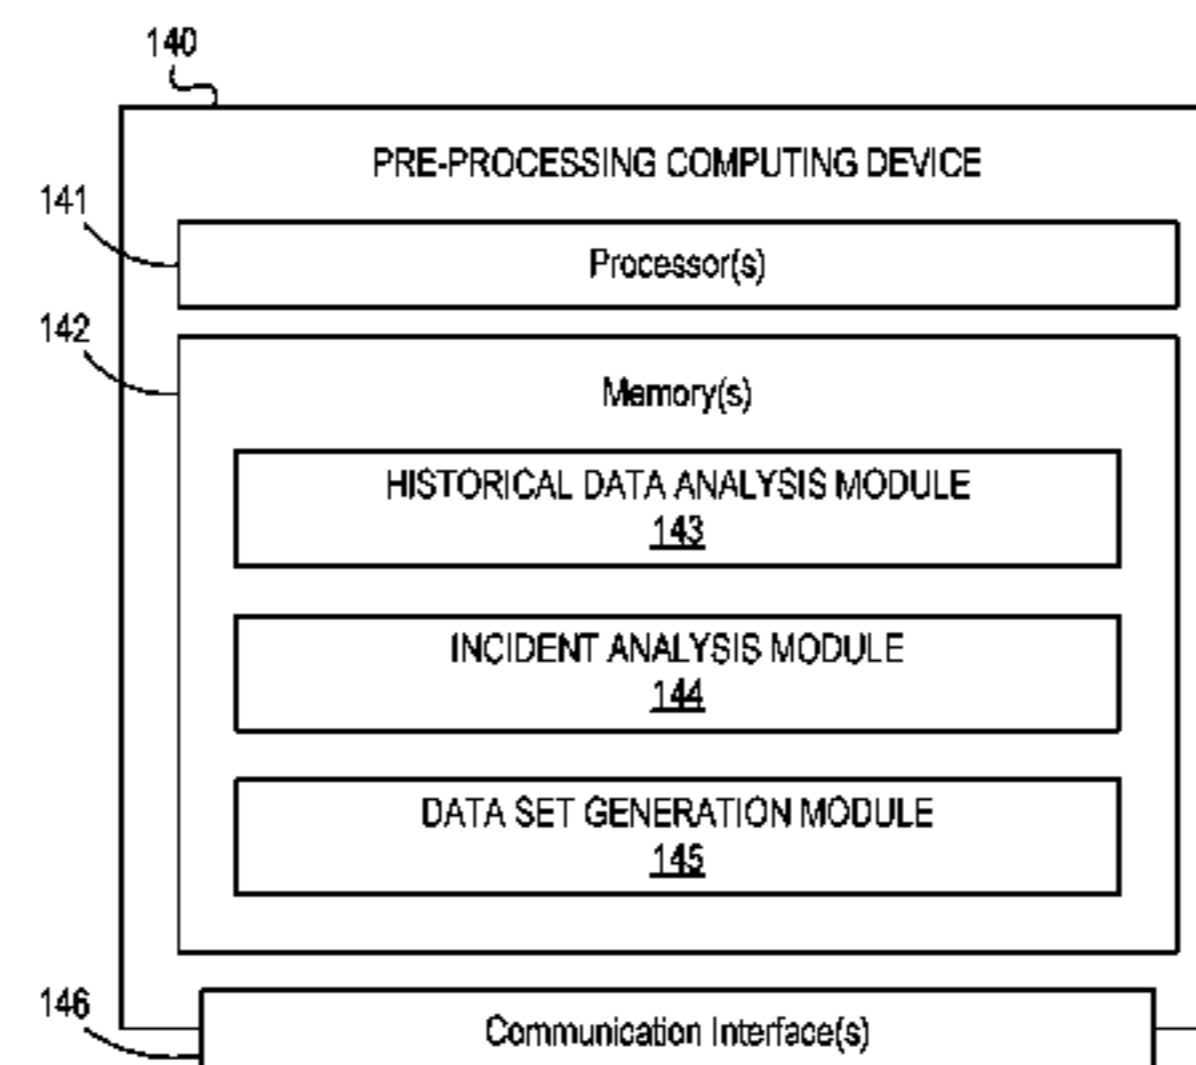 140
PRE-PROCESSING COMPUTING DEVICE
141
Processor(s)
142
Memory(s)
HISTORICAL DATA ANALYSIS MODULE
143
INCIDENT ANALYSIS MODULE
144
DATA SET GENERATION MODULE
145
146
Communication Interface(s)